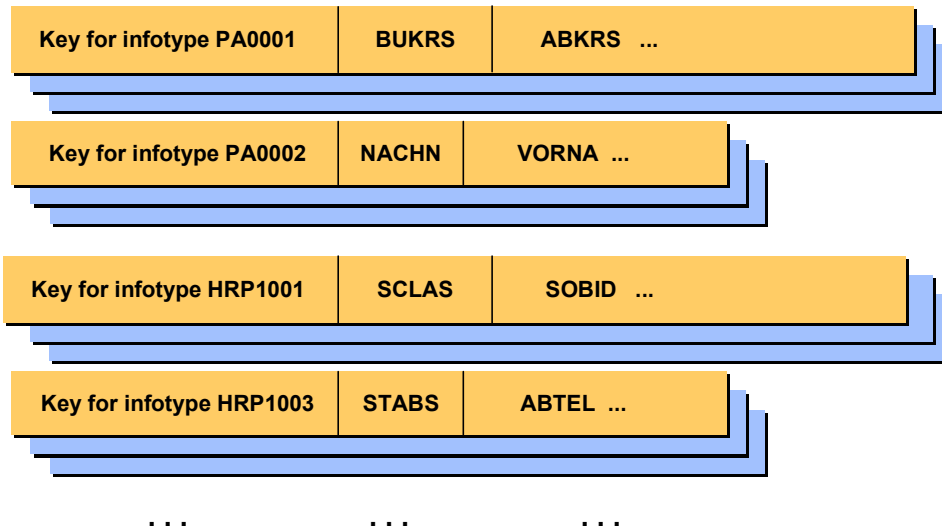 Key for infotype PA0001 BUKRS ABKRS ...
Key for infotype PA0002 NACHN VORNA ...
Key for infotype HRP1001 SCLAS SOBID ...
Key for infotype HRP1003 STABS ABTEL ...
... ... ...